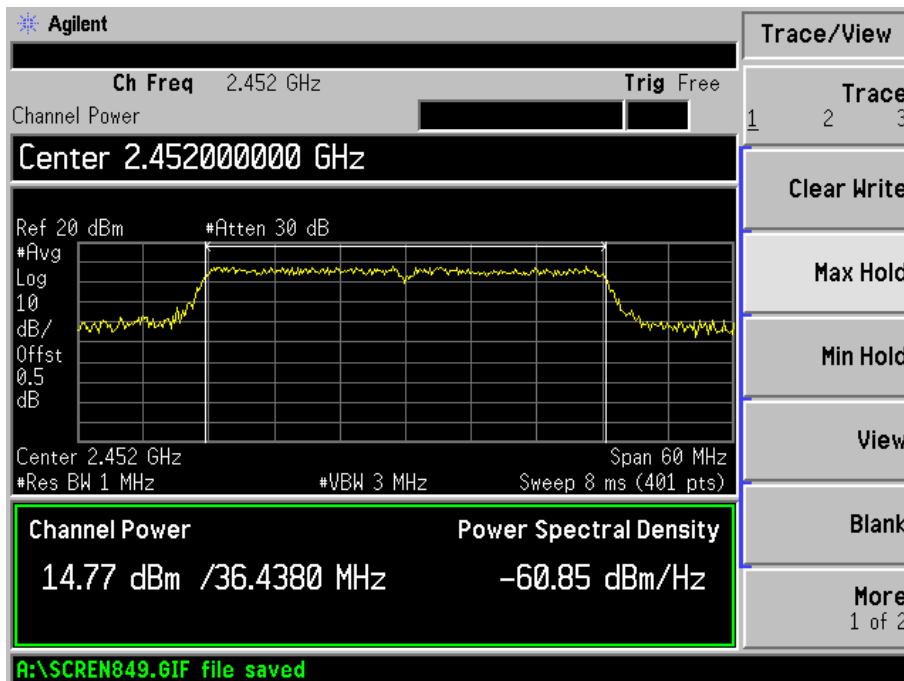 Agilent
Trace/View
Ch Freq 2.452 GHz Trig Free
Channel Power
Trace
1 2 3
Center 2.452000000 GHz
Clear Write
Ref 20 dBm #Atten 30 dB
#Avg
Log
10
dB/
Offst
0.5
dB
Max Hold
Min Hold
Center 2.452 GHz Span 60 MHz
#Res BW 1 MHz #VBW 3 MHz Sweep 8 ms (401 pts)
View
Channel Power Power Spectral Density
14.77 dBm /36.4380 MHz -60.85 dBm/Hz
Blank
More
1 of 2
A:\SCREN849.GIF file saved